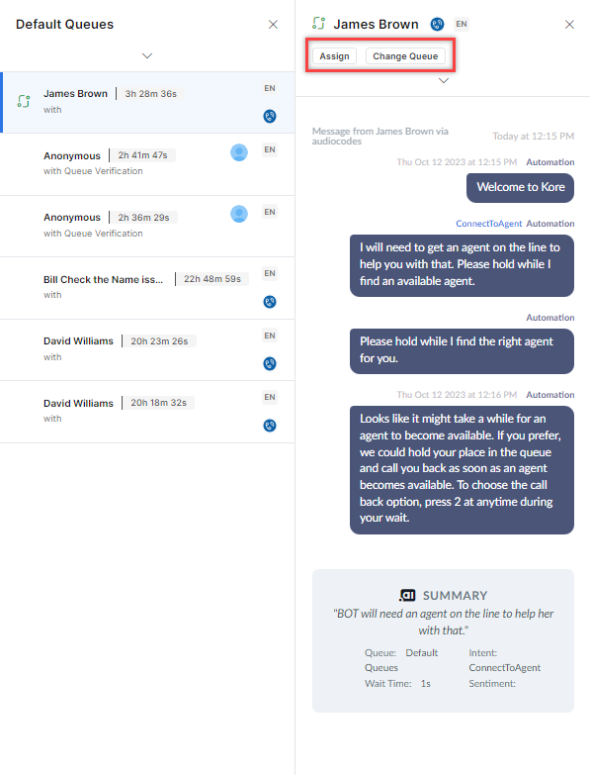 Default Queues
James Brown 3h 28m 36s EN
with
Anonymous 2h 41m 47s EN
with Queue Verification
Anonymous 2h 36m 29s EN
with Queue Verification
Bill Check the Name iss... 22h 48m 59s EN
with
David Williams 20h 23m 26s EN
with
David Williams 20h 18m 32s EN
with
James Brown EN
Assign Change Queue
Message from James Brown via
audiocodes
Today at 12:15 PM
Thu Oct 12 2023 at 12:15 PM Automation
Welcome to Kore
ConnectToAgent Automation
I will need to get an agent on the line to
help you with that. Please hold while I
find an available agent.
Automation
Please hold while I find the right agent
for you.
Thu Oct 12 2023 at 12:16 PM Automation
Looks like it might take a while for an
agent to become available. If you prefer,
we could hold your place in the queue
and call you back as soon as an agent
becomes available. To choose the call
back option, press 2 at anytime during
your wait.
.ai SUMMARY
"BOT will need an agent on the line to help her
with that."
Queue: Default
Queues
Intent:
ConnectToAgent
Wait Time: 1s
Sentiment: